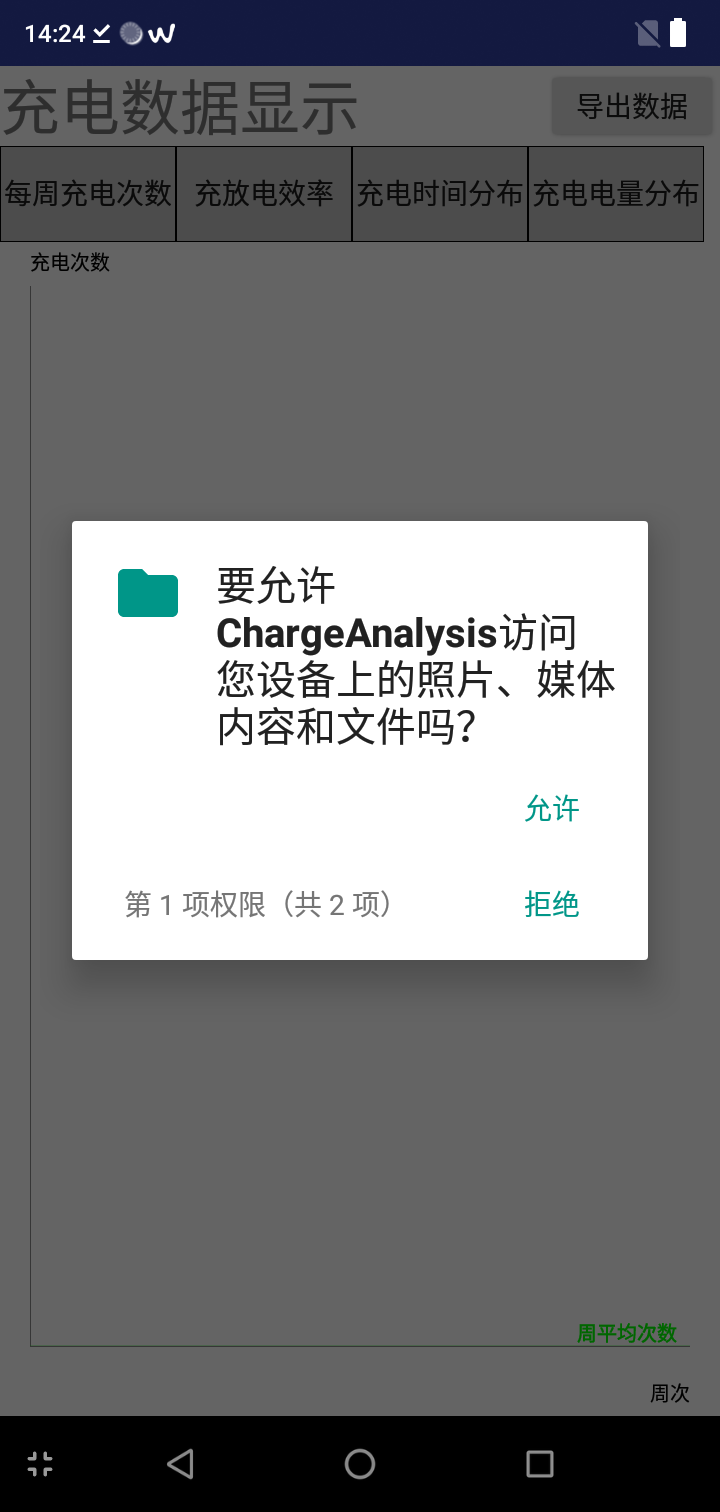 14:24
充电数据显示
导出数据
每周充电次数
充放电效率
充电时间分布
充电电量分布
充电次数
要允许
ChargeAnalysis访问
您设备上的照片、媒体
内容和文件吗？
允许
第 1 项权限（共 2 项）
拒绝
周平均次数
周次